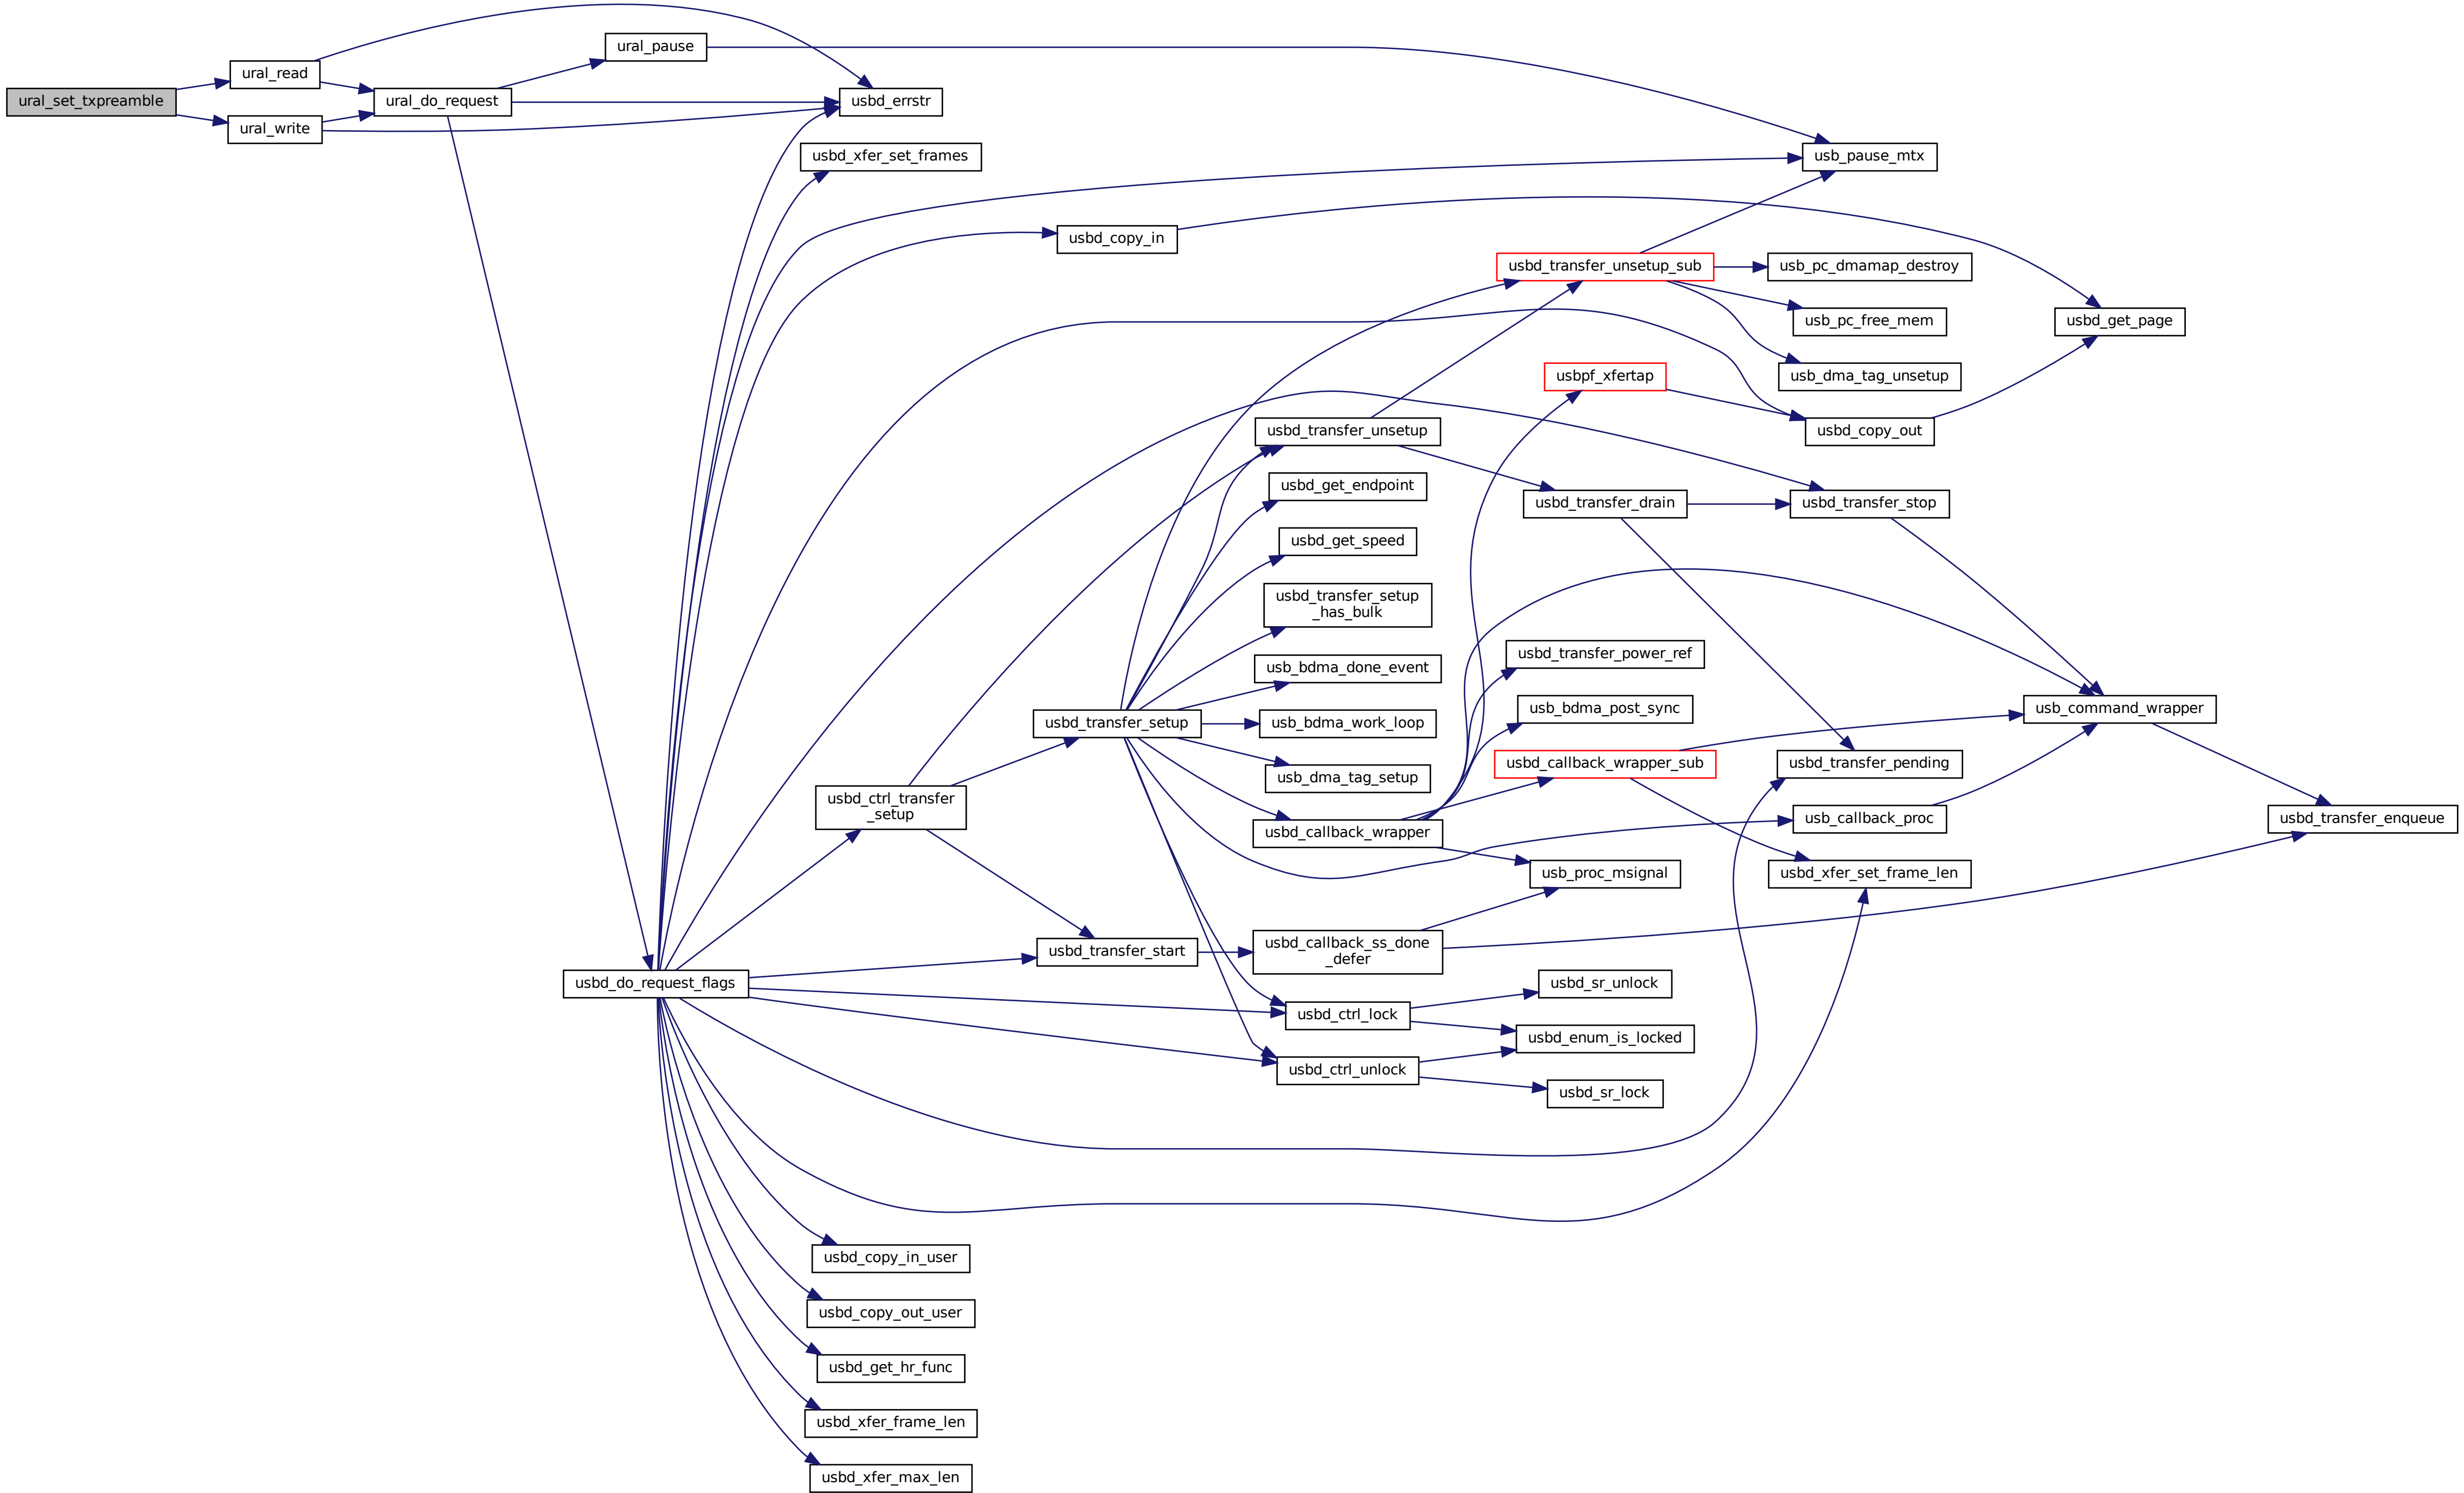 ural_set_txpreamble
ural_read
ural_write
ural_do_request
ural_pause
usbd_errstr
usbd_xfer_set_frames
usb_pause_mtx
usbd_copy_in
usbd_transfer_unsetup_sub
usb_pc_dmamap_destroy
usb_pc_free_mem
usb_dma_tag_unsetup
usbd_get_page
usbpf_xfertap
usbd_copy_out
usbd_transfer_unsetup
usbd_get_endpoint
usbd_transfer_drain
usbd_transfer_stop
usbd_get_speed
usbd_transfer_setup
_has_bulk
usbd_transfer_power_ref
usb_bdma_done_event
usb_bdma_post_sync
usbd_transfer_setup
usb_bdma_work_loop
usb_command_wrapper
usbd_callback_wrapper_sub
usbd_transfer_pending
usb_dma_tag_setup
usbd_ctrl_transfer
_setup
usbd_callback_wrapper
usb_callback_proc
usbd_transfer_enqueue
usb_proc_msignal
usbd_xfer_set_frame_len
usbd_transfer_start
usbd_callback_ss_done
_defer
usbd_do_request_flags
usbd_sr_unlock
usbd_ctrl_lock
usbd_enum_is_locked
usbd_ctrl_unlock
usbd_sr_lock
usbd_copy_in_user
usbd_copy_out_user
usbd_get_hr_func
usbd_xfer_frame_len
usbd_xfer_max_len